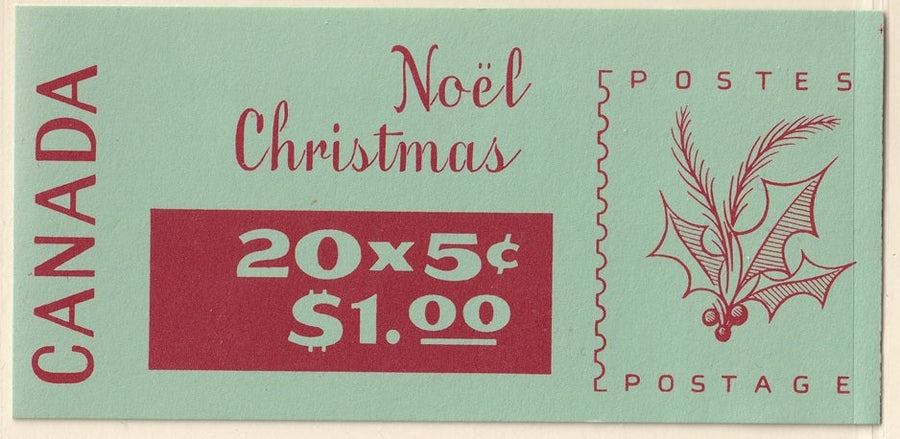 CANADA
Noël
Christmas
20x5¢
$1.00
POSTES
POSTAGE